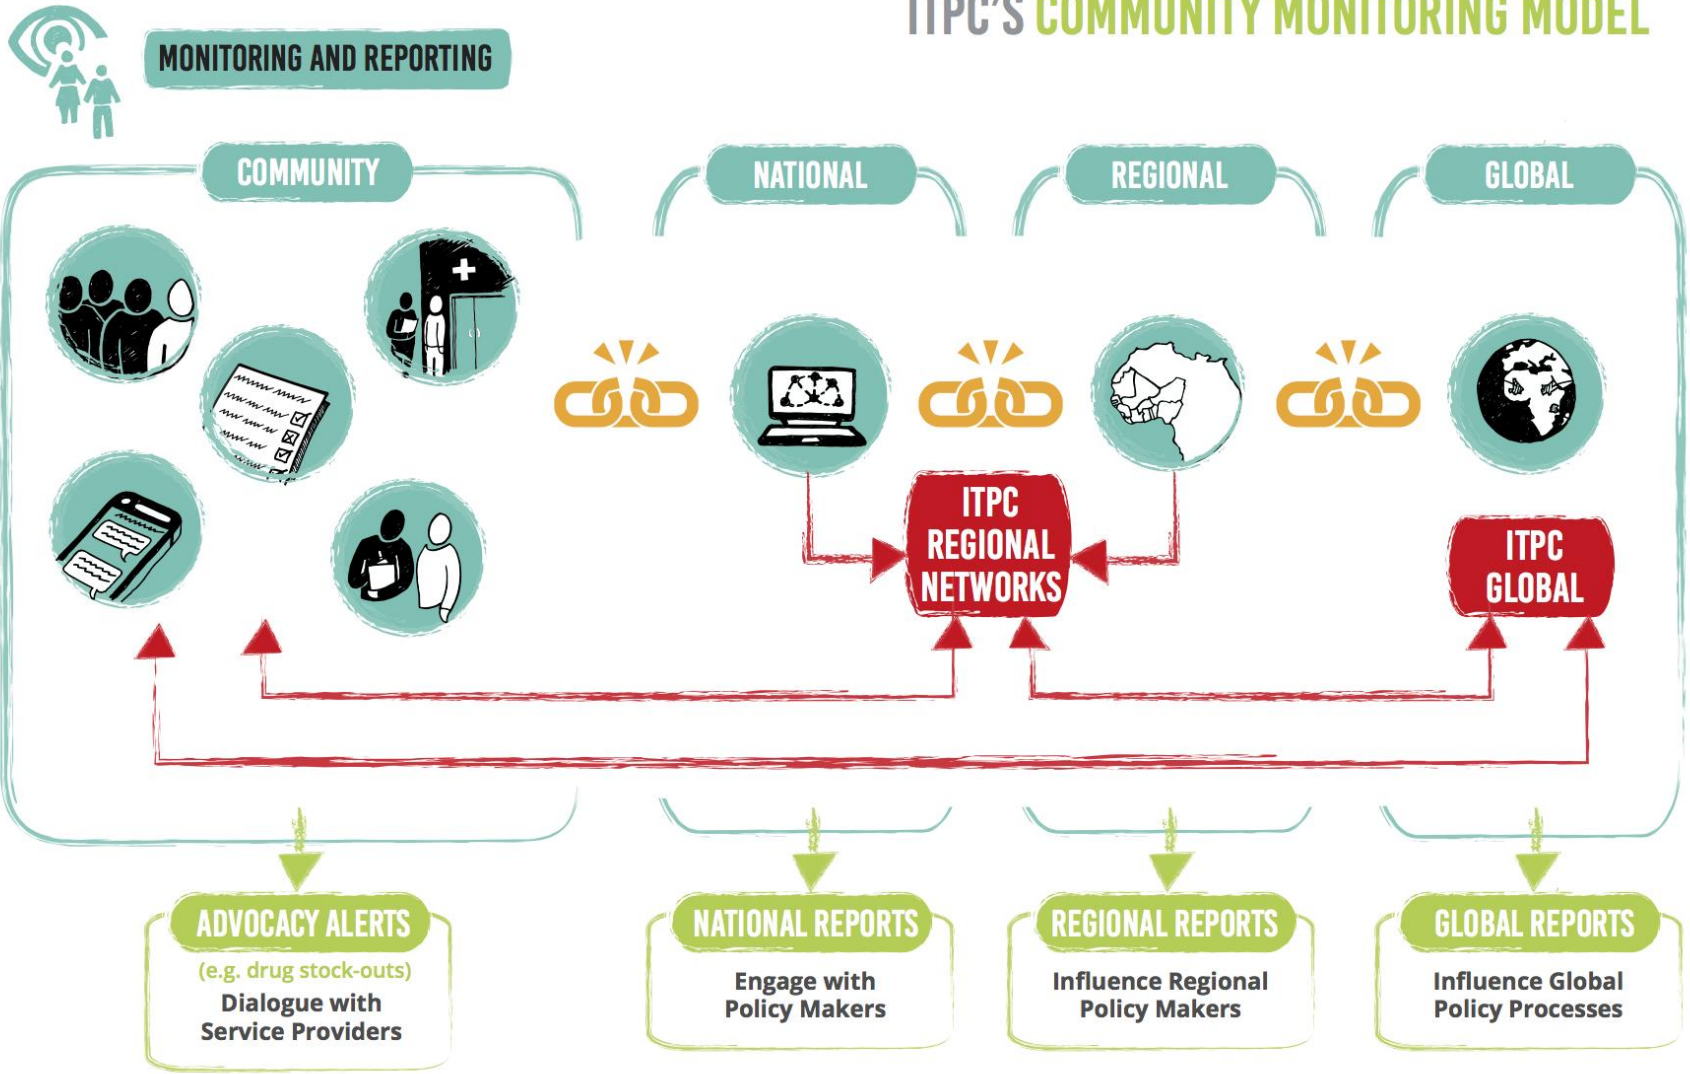 ITPC'S COMMUNITY MONITORING MODEL
MONITORING AND REPORTING
COMMUNITY
NATIONAL
REGIONAL
GLOBAL
ITPC
REGIONAL
NETWORKS
ITPC
GLOBAL
ADVOCACY ALERTS
(e.g. drug stock-outs)
Dialogue with
Service Providers
NATIONAL REPORTS
Engage with
Policy Makers
REGIONAL REPORTS
Influence Regional
Policy Makers
GLOBAL REPORTS
Influence Global
Policy Processes